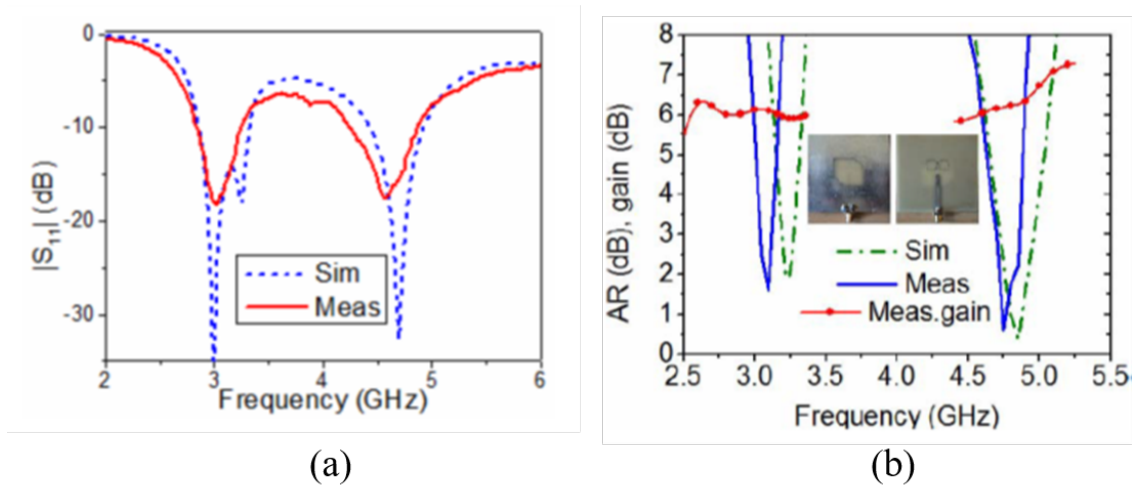 0
-10
-20
-30
|S11| (dB)
Sim
Meas
2 3 4 5 6
Frequency (GHz)
(a)
8
7
6
5
4
3
2
1
0
AR (dB), gain (dB)
Sim
Meas
Meas.gain
2.5 3.0 3.5 4.0 4.5 5.0 5.5
Frequency (GHz)
(b)